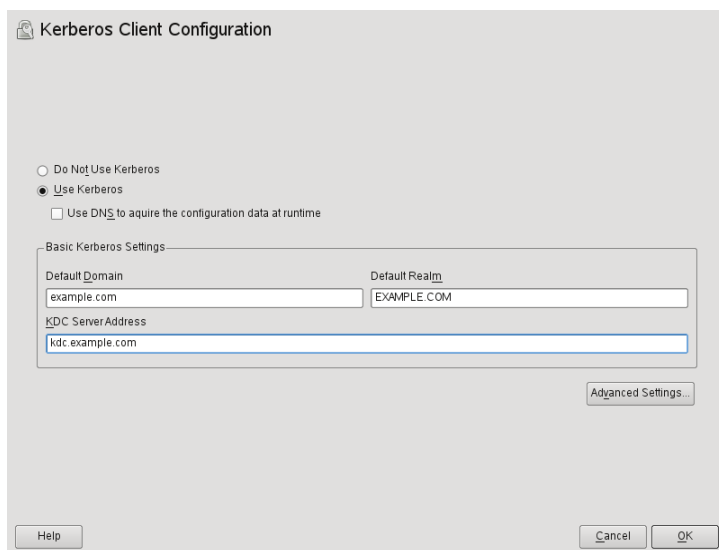 Kerberos Client Configuration
Do Not Use Kerberos
Use Kerberos
Use DNS to aquire the configuration data at runtime
Basic Kerberos Settings
Default Domain Default Realm
example.com EXAMPLE.COM
KDC Server Address
kdc.example.com
Advanced Settings...
Help Cancel OK